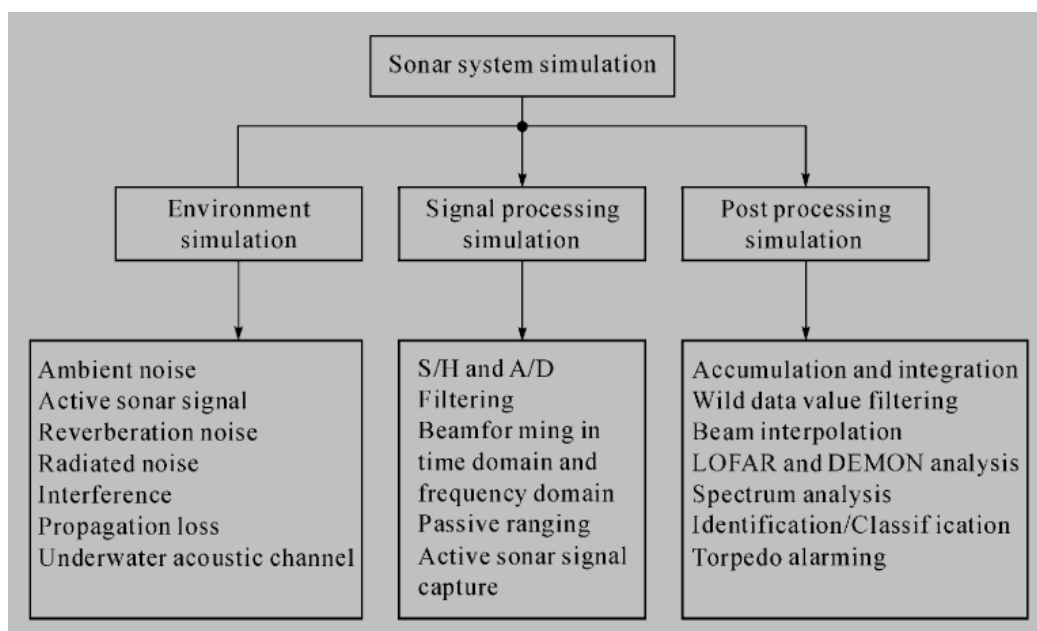 Sonar system simulation
Environment
simulation
Signal processing
simulation
Post processing
simulation
Ambient noise
Active sonar signal
Reverberation noise
Radiated noise
Interference
Propagation loss
Underwater acoustic channel
S/H and A/D
Filtering
Beamfor ming in
time domain and
frequency domain
Passive ranging
Active sonar signal
capture
Accumulation and integration
Wild data value filtering
Beam interpolation
LOFAR and DEMON analysis
Spectrum analysis
Identification/Classification
Torpedo alarming